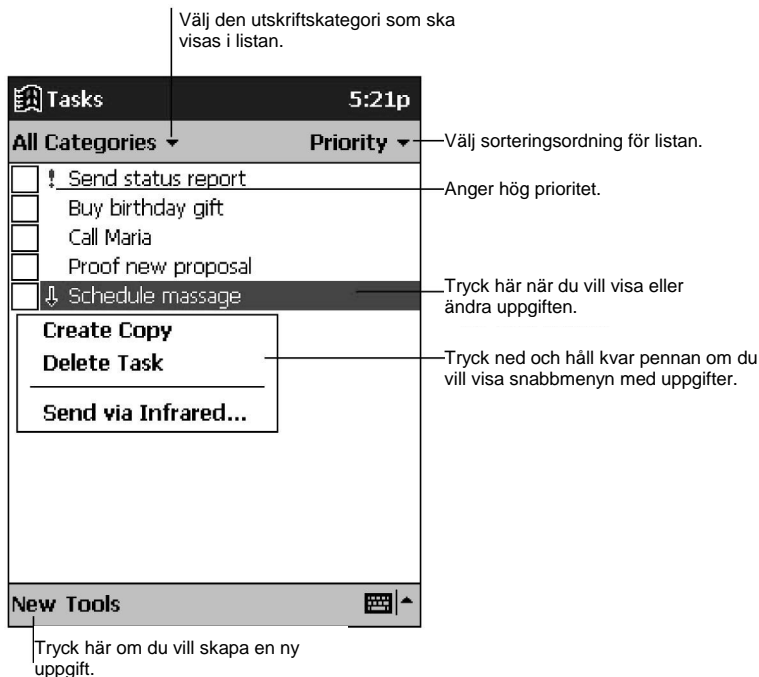 Välj den utskriftskategori som ska
visas i listan.
Tasks 5:21p
All Categories Priority
Välj sorteringsordning för listan.
! Send status report
Anger hög prioritet.
Buy birthday gift
Call Maria
Proof new proposal
Schedule massage
Tryck här när du vill visa eller
ändra uppgiften.
Create Copy
Delete Task
Tryck ned och håll kvar pennan om du
vill visa snabbmenyn med uppgifter.
Send via Infrared...
New Tools
Tryck här om du vill skapa en ny
uppgift.